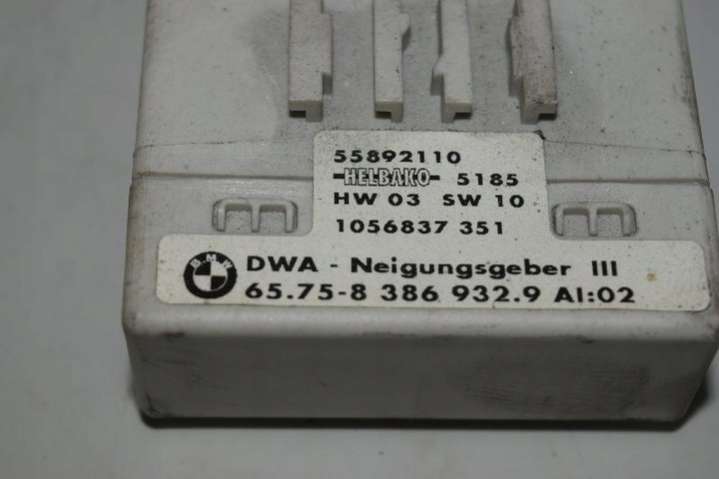 55892110
HELBAKO 5185
HW 03 SW 10
1056837 351
BMW DWA - Neigungsgeber III
65.75-8 386 932.9 AI:02